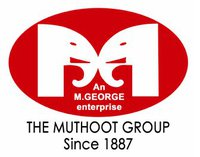 An
M.GEORGE
enterprise
THE MUTHOOT GROUP
Since 1887